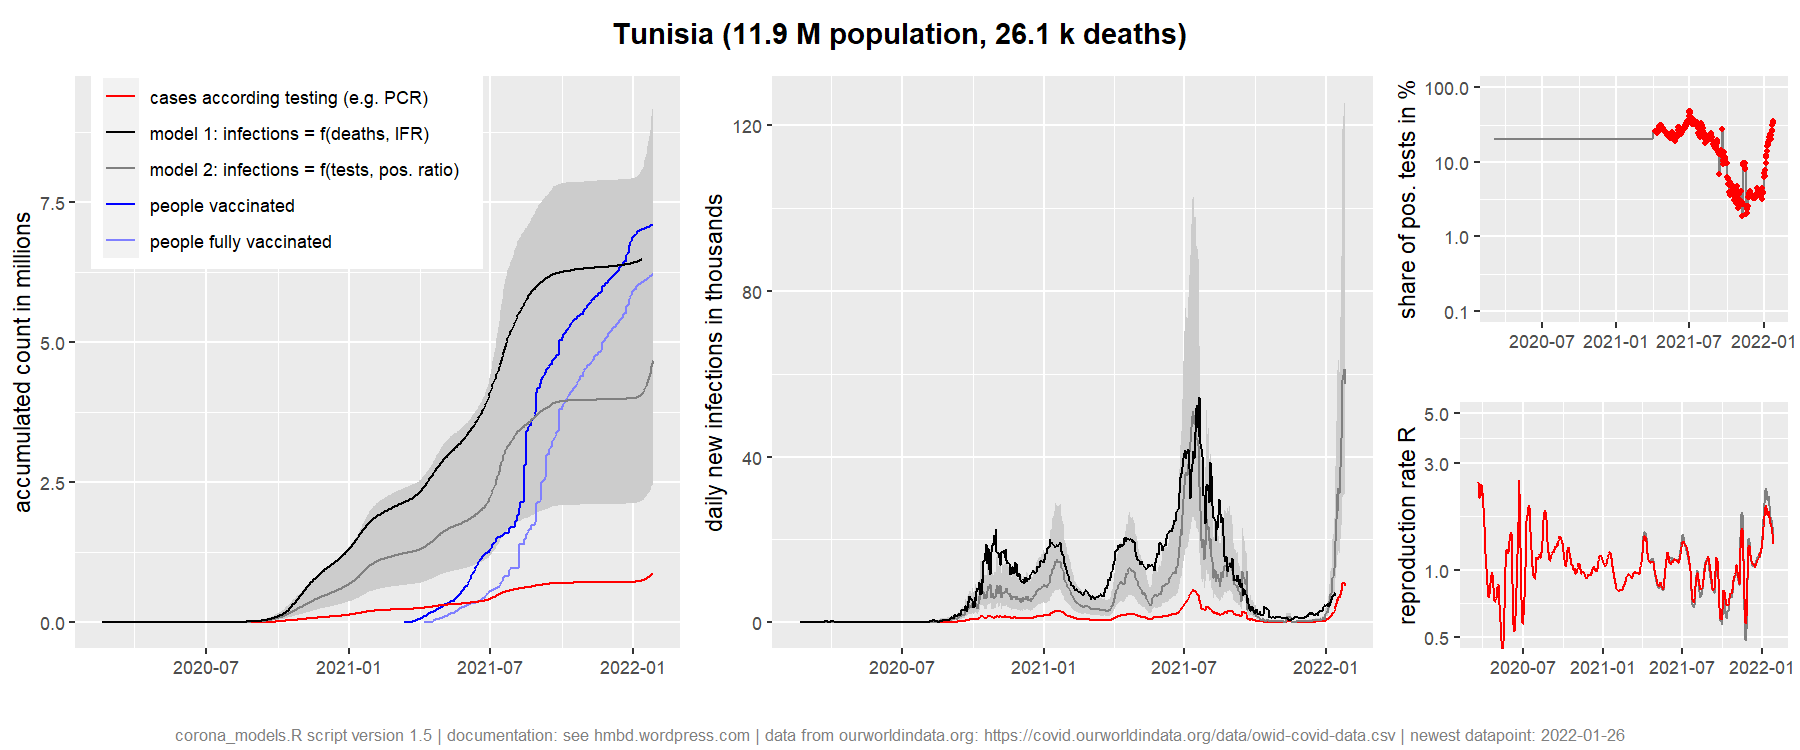 Tunisia (11.9 M population, 26.1 k deaths)
cases according testing (e.g. PCR)
model 1: infections = f(deaths, IFR)
model 2: infections = f(tests, pos. ratio)
people vaccinated
people fully vaccinated
accumulated count in millions
7.5
5.0
2.5
0.0
2020-07 2021-01 2021-07 2022-01
daily new infections in thousands
120
80
40
0
2020-07 2021-01 2021-07 2022-01
share of pos. tests in %
100.0
10.0
1.0
0.1
2020-07 2021-01 2021-07 2022-01
reproduction rate R
5.0
3.0
1.0
0.5
2020-07 2021-01 2021-07 2022-01
corona_models.R script version 1.5 | documentation: see hmbd.wordpress.com | data from ourworldindata.org: https://covid.ourworldindata.org/data/owid-covid-data.csv | newest datapoint: 2022-01-26